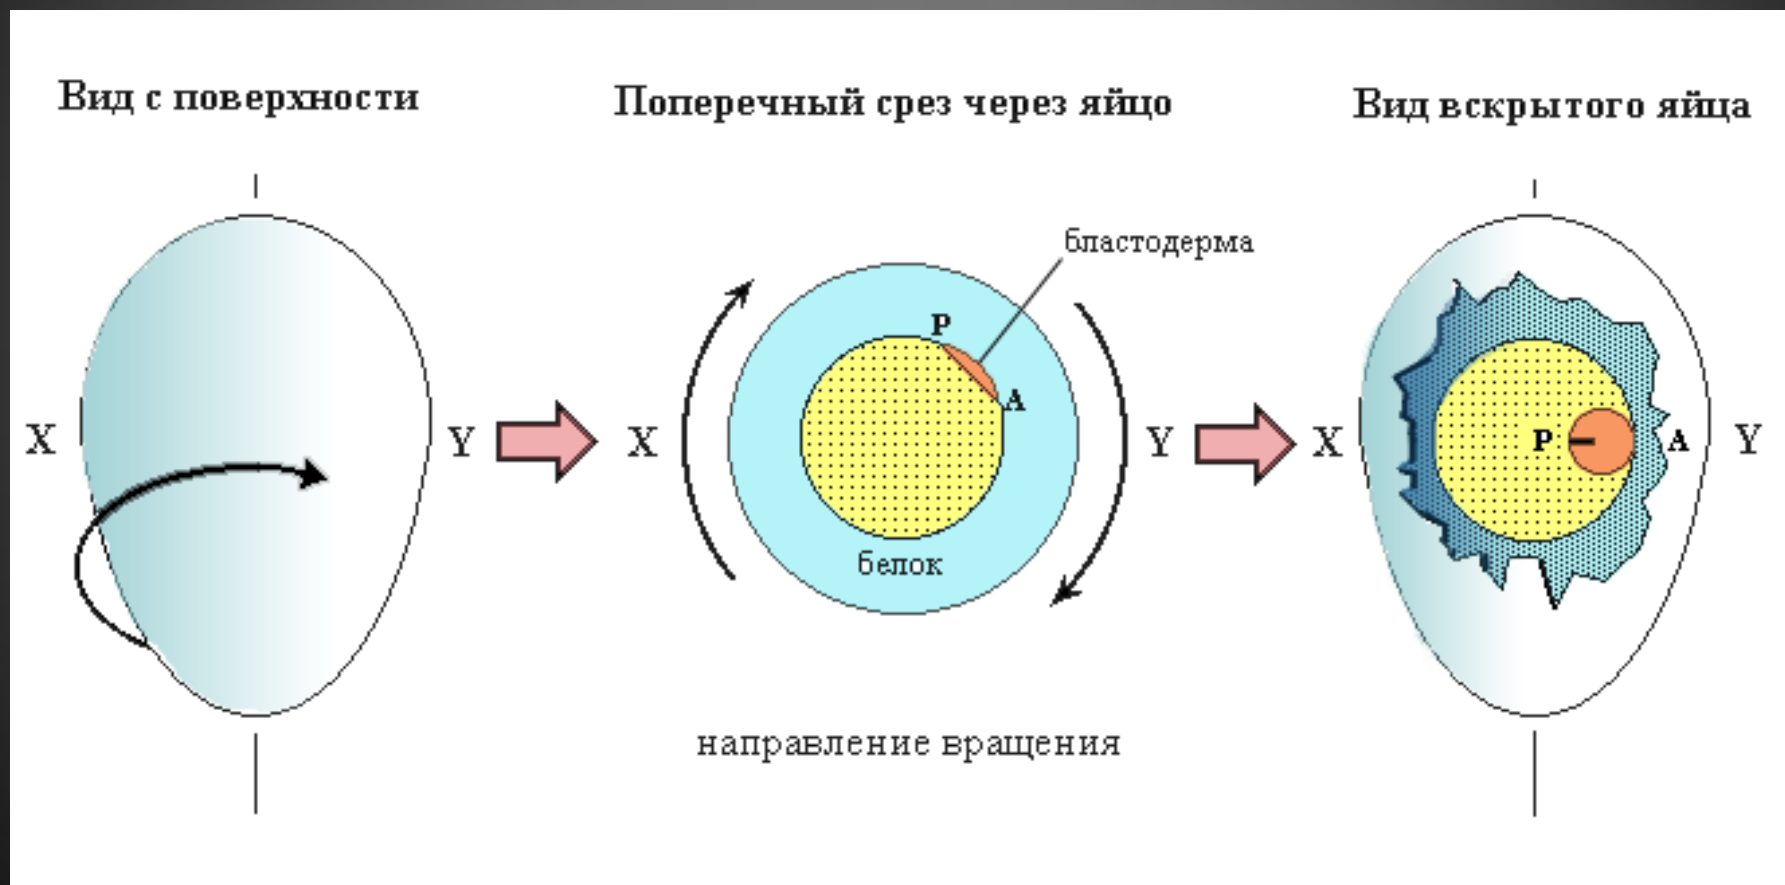 Вид с поверхности
Поперечный срез через яйцо
Вид вскрытого яйца
бластодерма
P
A
X
Y
X
Y
X
P
A
Y
белок
направление вращения